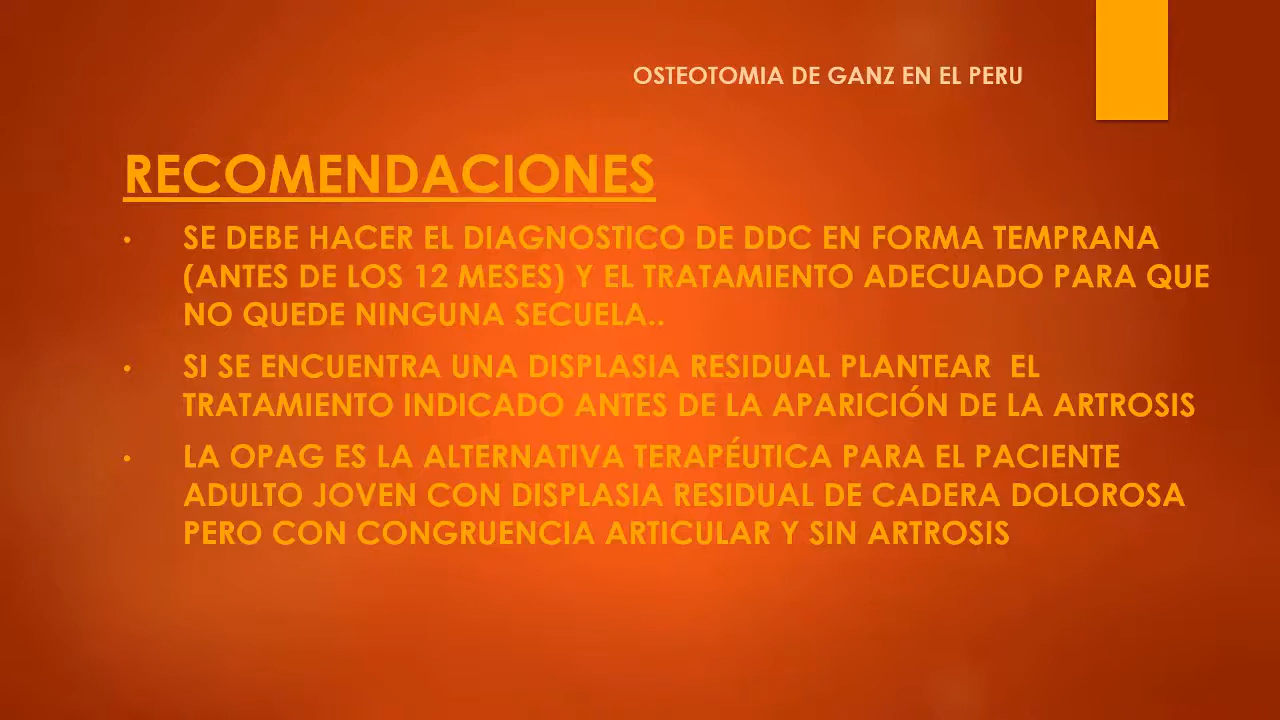 OSTEOTOMIA DE GANZ EN EL PERU
RECOMENDACIONES
• SE DEBE HACER EL DIAGNOSTICO DE DDC EN FORMA TEMPRANA
(ANTES DE LOS 12 MESES) Y EL TRATAMIENTO ADECUADO PARA QUE
NO QUEDE NINGUNA SECUELA..
• SI SE ENCUENTRA UNA DISPLASIA RESIDUAL PLANTEAR EL
TRATAMIENTO INDICADO ANTES DE LA APARICIÓN DE LA ARTROSIS
• LA OPAG ES LA ALTERNATIVA TERAPÉUTICA PARA EL PACIENTE
ADULTO JOVEN CON DISPLASIA RESIDUAL DE CADERA DOLOROSA
PERO CON CONGRUENCIA ARTICULAR Y SIN ARTROSIS